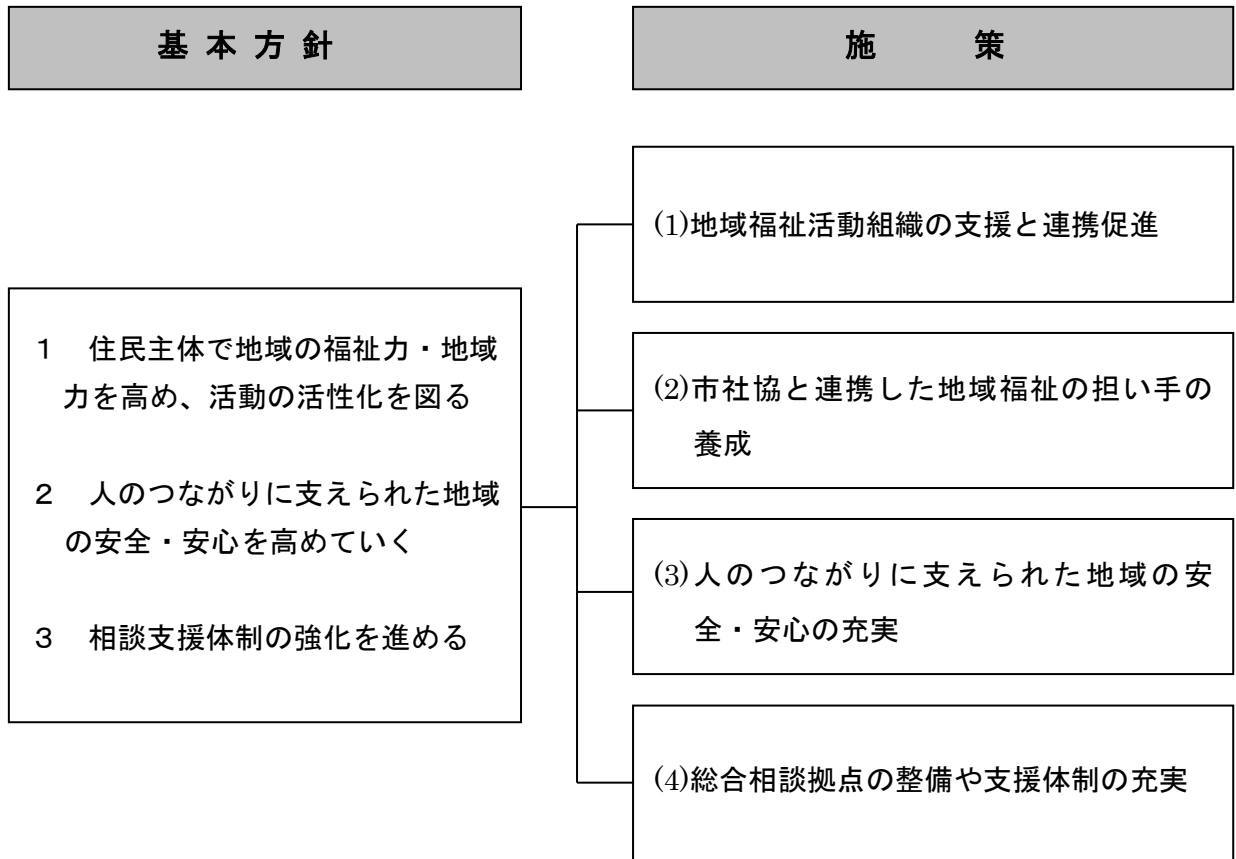 基本方針
施 策
1 住民主体で地域の福祉力・地域
力を高め、活動の活性化を図る
2 人のつながりに支えられた地域
の安全・安心を高めていく
3 相談支援体制の強化を進める
(1)地域福祉活動組織の支援と連携促進
(2)市社協と連携した地域福祉の担い手の
養成
(3)人のつながりに支えられた地域の安
全・安心の充実
(4)総合相談拠点の整備や支援体制の充実